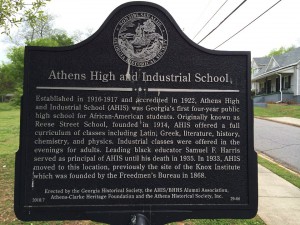 Athens High and Industrial School
Established in 1916-1917 and accredited in 1922, Athens High
and Industrial School (AHIS) was Georgia's first four-year public
high school for African-American students. Originally known as
Reese Street School, founded in 1914, AHIS offered a full
curriculum of classes including Latin, Greek, literature, history,
chemistry, and physics. Industrial classes were offered in the
evenings for adults. Leading black educator Samuel F. Harris
served as principal of AHIS until his death in 1935. In 1933, AHIS
moved to this location, previously the site of the Knox Institute
which was founded by the Freedmen's Bureau in 1868.
Erected by the Georgia Historical Society, the AHIS/BHHS Alumni Association,
Athens-Clarke Heritage Foundation and the Athens Historical Society, Inc.